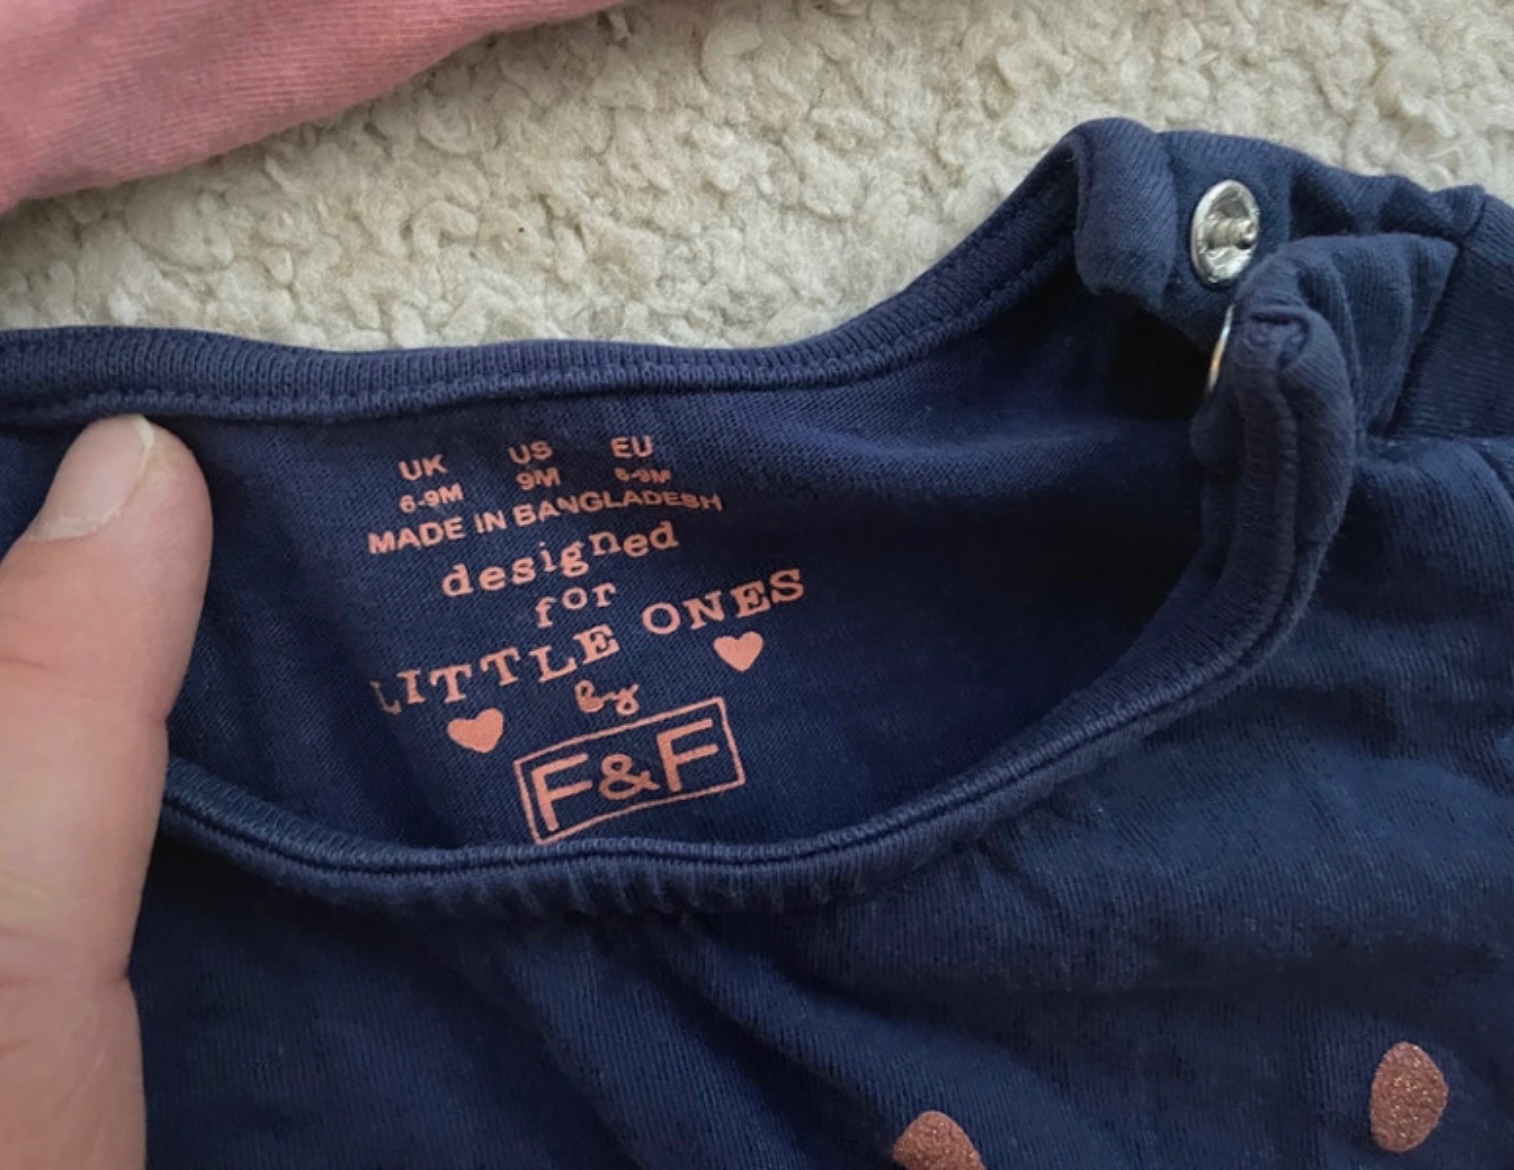 UK US EU
6-9M 9M 6-9M
MADE IN BANGLADESH
designed
for
LITTLE ONES
by
F&F